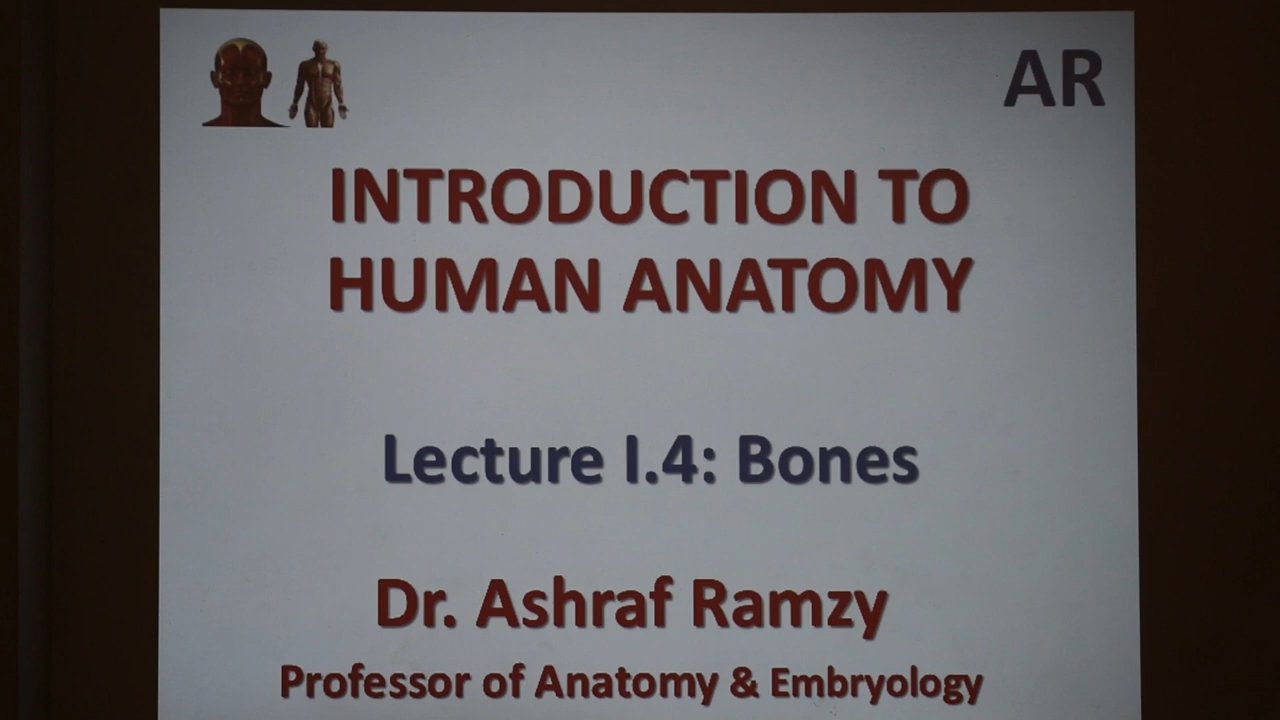 AR
INTRODUCTION TO
HUMAN ANATOMY
Lecture I.4: Bones
Dr. Ashraf Ramzy
Professor of Anatomy & Embryology